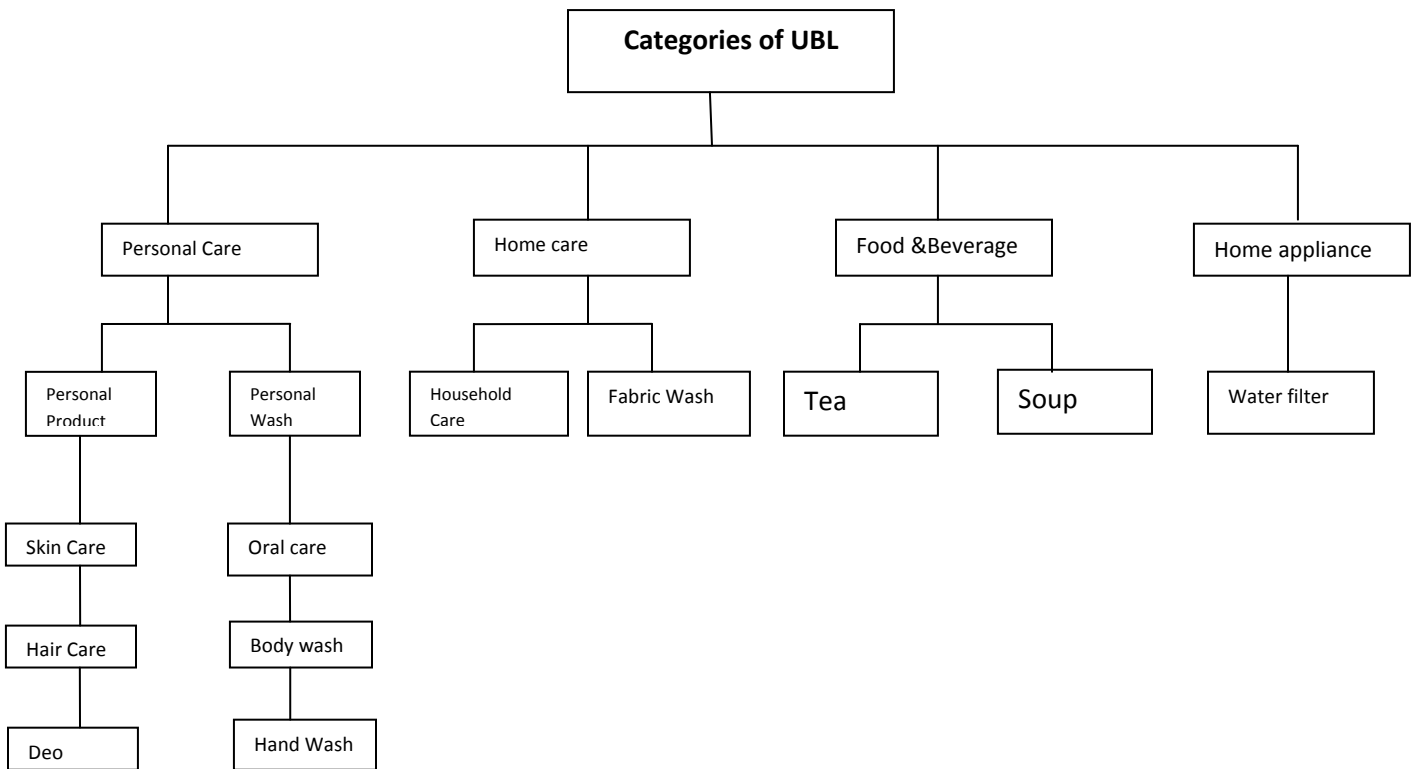 Categories of UBL
Personal Care
Home care
Food &Beverage
Home appliance
Personal
Product
Personal
Wash
Household
Care
Fabric Wash
Tea
Soup
Water filter
Skin Care
Oral care
Hair Care
Body wash
Deo
Hand Wash